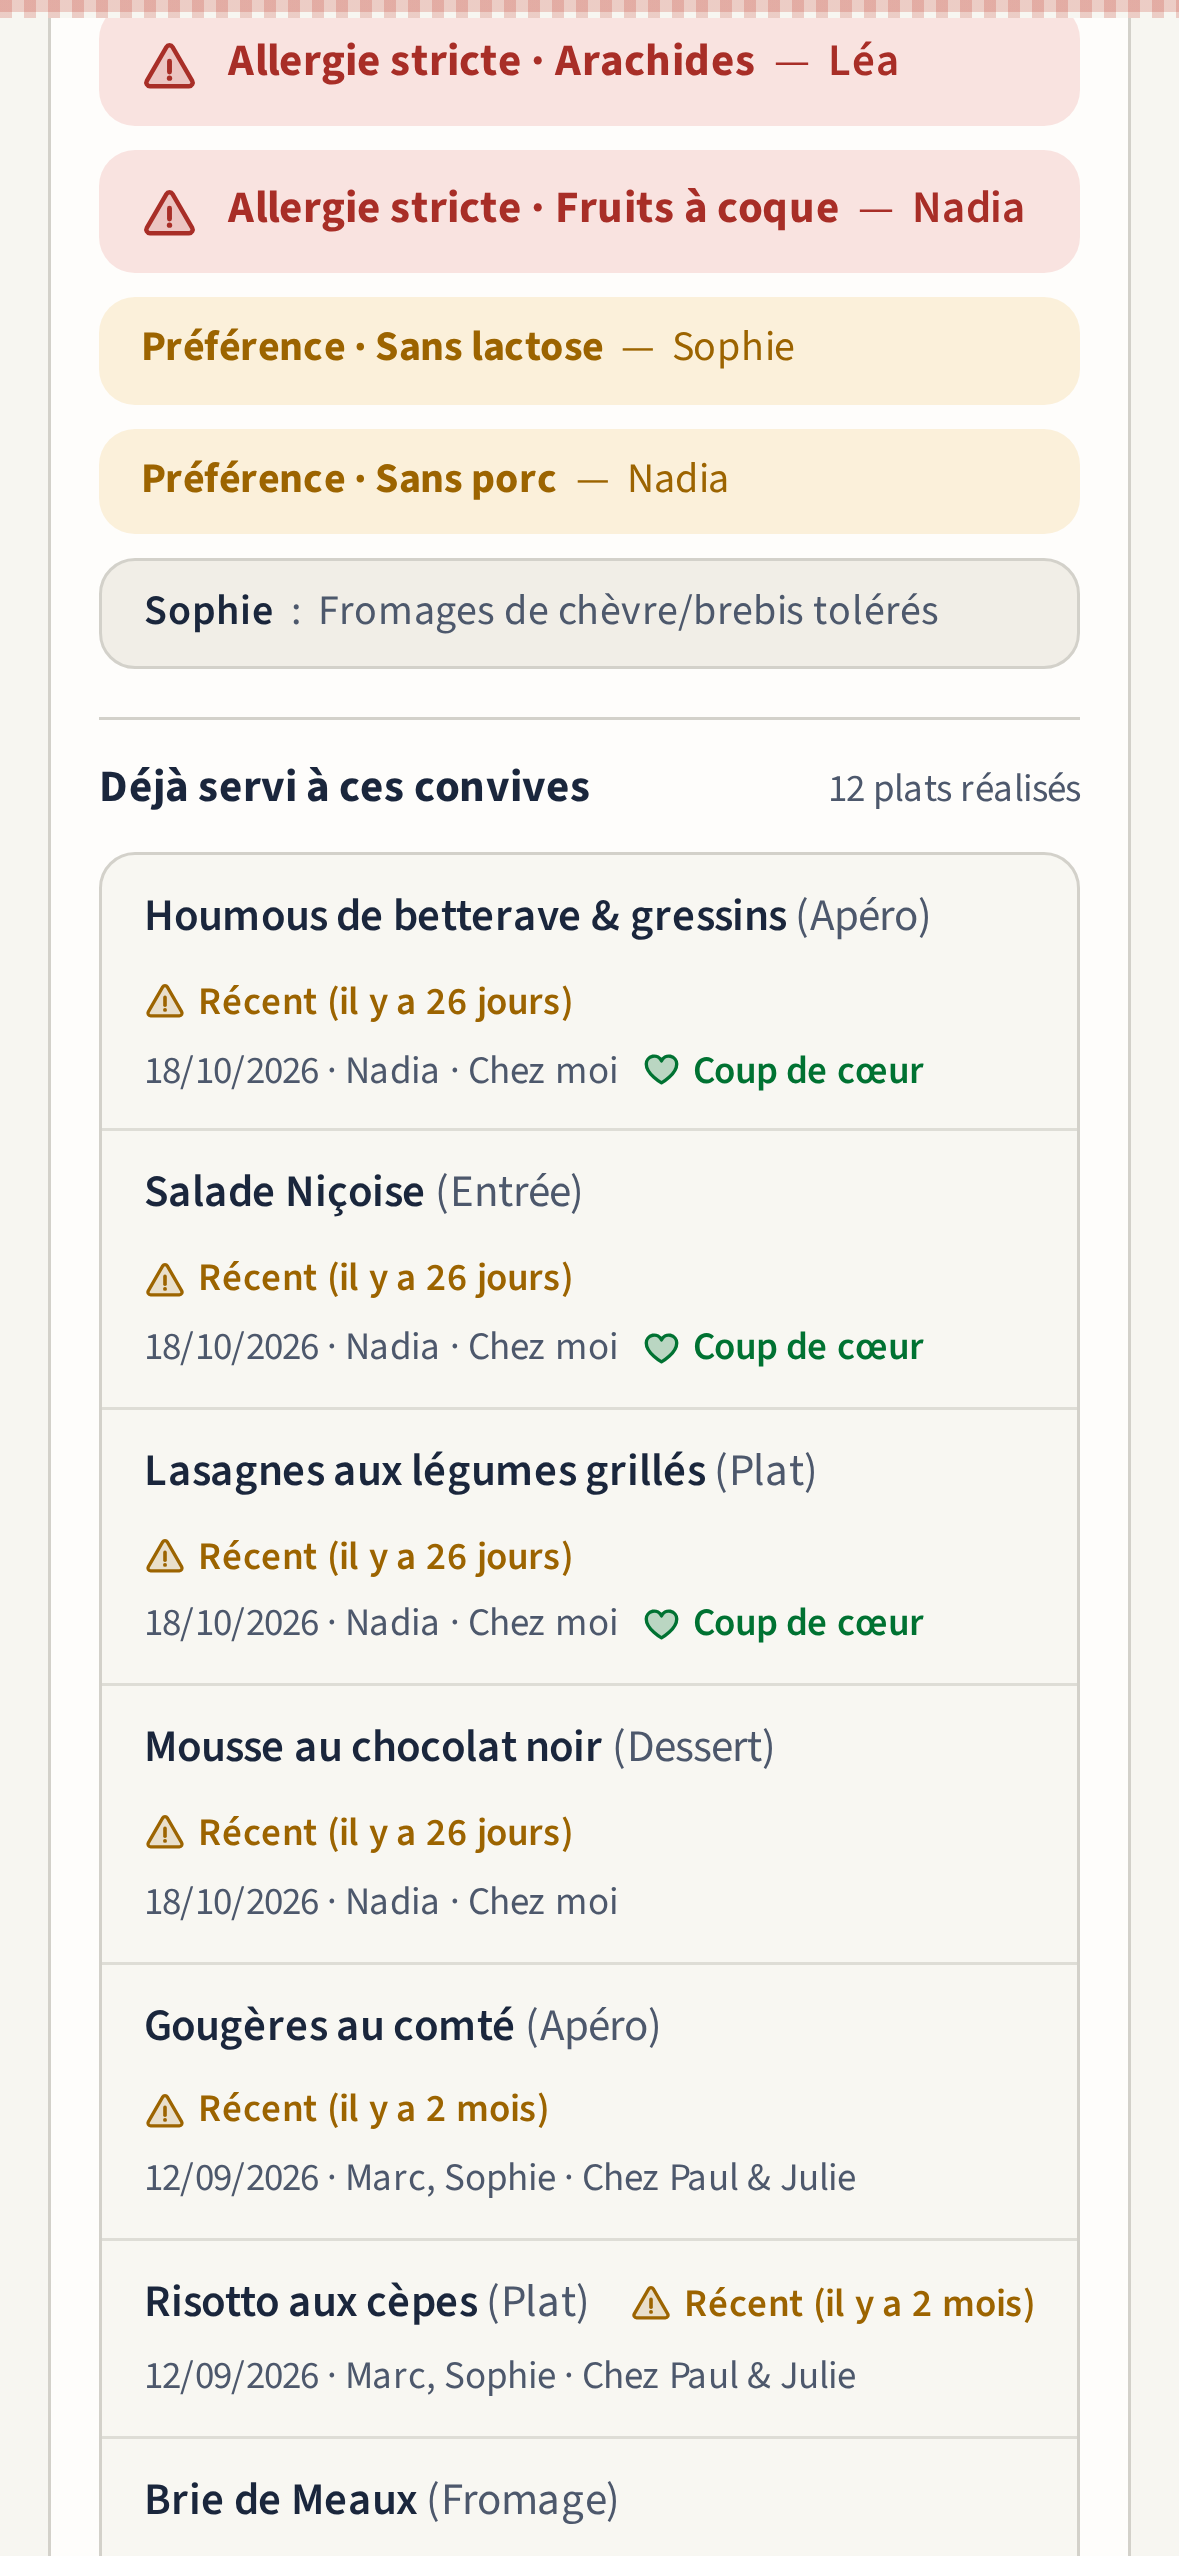 Allergie stricte · Arachides — Léa
Allergie stricte · Fruits à coque — Nadia
Préférence · Sans lactose — Sophie
Préférence · Sans porc — Nadia
Sophie : Fromages de chèvre/brebis tolérés
Déjà servi à ces convives 12 plats réalisés
Houmous de betterave & gressins (Apéro)
Récent (il y a 26 jours)
18/10/2026 · Nadia · Chez moi Coup de cœur
Salade Niçoise (Entrée)
Récent (il y a 26 jours)
18/10/2026 · Nadia · Chez moi Coup de cœur
Lasagnes aux légumes grillés (Plat)
Récent (il y a 26 jours)
18/10/2026 · Nadia · Chez moi Coup de cœur
Mousse au chocolat noir (Dessert)
Récent (il y a 26 jours)
18/10/2026 · Nadia · Chez moi
Gougères au comté (Apéro)
Récent (il y a 2 mois)
12/09/2026 · Marc, Sophie · Chez Paul & Julie
Risotto aux cèpes (Plat) Récent (il y a 2 mois)
12/09/2026 · Marc, Sophie · Chez Paul & Julie
Brie de Meaux (Fromage)